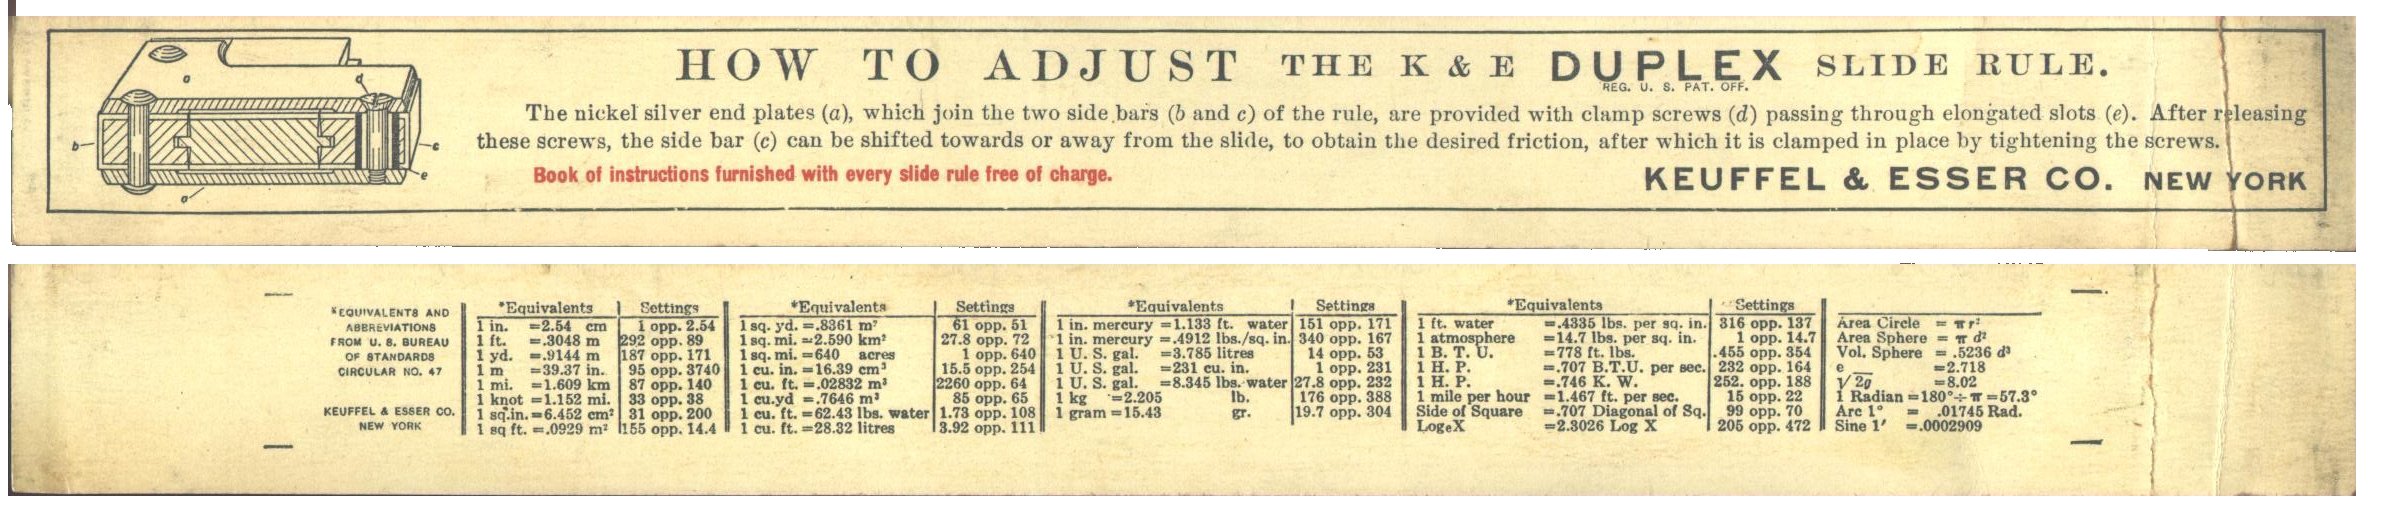 HOW TO ADJUST THE K & E DUPLEX SLIDE RULE.
REG. U. S. PAT. OFF.
The nickel silver end plates (a), which join the two side bars (b and c) of the rule, are provided with clamp screws (d) passing through elongated slots (e). After releasing
these screws, the side bar (c) can be shifted towards or away from the slide, to obtain the desired friction, after which it is clamped in place by tightening the screws.
Book of instructions furnished with every slide rule free of charge.
KEUFFEL & ESSER CO. NEW YORK
a
d
b
c
e
a
*EQUIVALENTS AND
ABBREVIATIONS
FROM U. S. BUREAU
OF STANDARDS
CIRCULAR NO. 47
KEUFFEL & ESSER CO.
NEW YORK
*Equivalents Settings
1 in. =2.54 cm 1 opp. 2.54
1 ft. =.3048 m 292 opp. 89
1 yd. =.9144 m 187 opp. 171
1 m =39.37 in. 95 opp. 3740
1 mi. =1.609 km 87 opp. 140
1 knot =1.152 mi. 33 opp. 38
1 sq.in. =6.452 cm² 31 opp. 200
1 sq ft. =.0929 m² 155 opp. 14.4
*Equivalents Settings
1 sq. yd. =.8361 m² 61 opp. 51
1 sq. mi. =2.590 km² 27.8 opp. 72
1 sq. mi. =640 acres 1 opp. 640
1 cu. in. =16.39 cm³ 15.5 opp. 254
1 cu. ft. =.02832 m³ 2260 opp. 64
1 cu.yd =.7646 m³ 85 opp. 65
1 cu. ft. =62.43 lbs. water 1.73 opp. 108
1 cu. ft. =28.32 litres 3.92 opp. 111
*Equivalents Settings
1 in. mercury =1.133 ft. water 151 opp. 171
1 in. mercury =.4912 lbs./sq. in. 340 opp. 167
1 U. S. gal. =3.785 litres 14 opp. 53
1 U. S. gal. =231 cu. in. 1 opp. 231
1 U. S. gal. =8.345 lbs. water 27.8 opp. 232
1 kg =2.205 lb. 176 opp. 388
1 gram =15.43 gr. 19.7 opp. 304
*Equivalents Settings
1 ft. water =.4335 lbs. per sq. in. 316 opp. 137
1 atmosphere =14.7 lbs. per sq. in. 1 opp. 14.7
1 B. T. U. =778 ft. lbs. .455 opp. 354
1 H. P. =.707 B.T.U. per sec. 232 opp. 164
1 H. P. =.746 K. W. 252. opp. 188
1 mile per hour =1.467 ft. per sec. 15 opp. 22
Side of Square =.707 Diagonal of Sq. 99 opp. 70
LogₑX =2.3026 Log X 205 opp. 472
Area Circle = πr²
Area Sphere = π d²
Vol. Sphere = .5236 d³
e =2.718
√2g =8.02
1 Radian =180°÷π=57.3°
Arc 1° = .01745 Rad.
Sine 1′ =.0002909